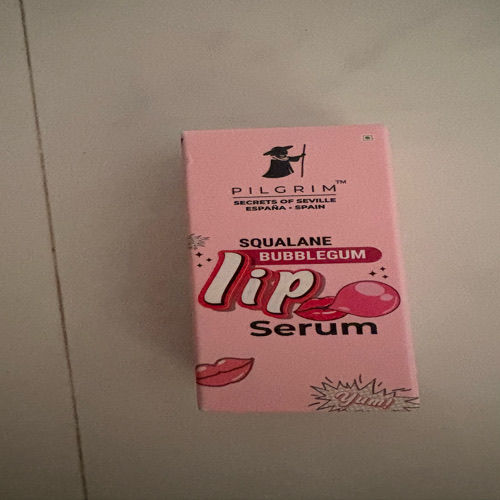 PILGRIM™
SECRETS OF SEVILLE
ESPAÑA - SPAIN
SQUALANE
BUBBLEGUM
lip
Serum
Yum!